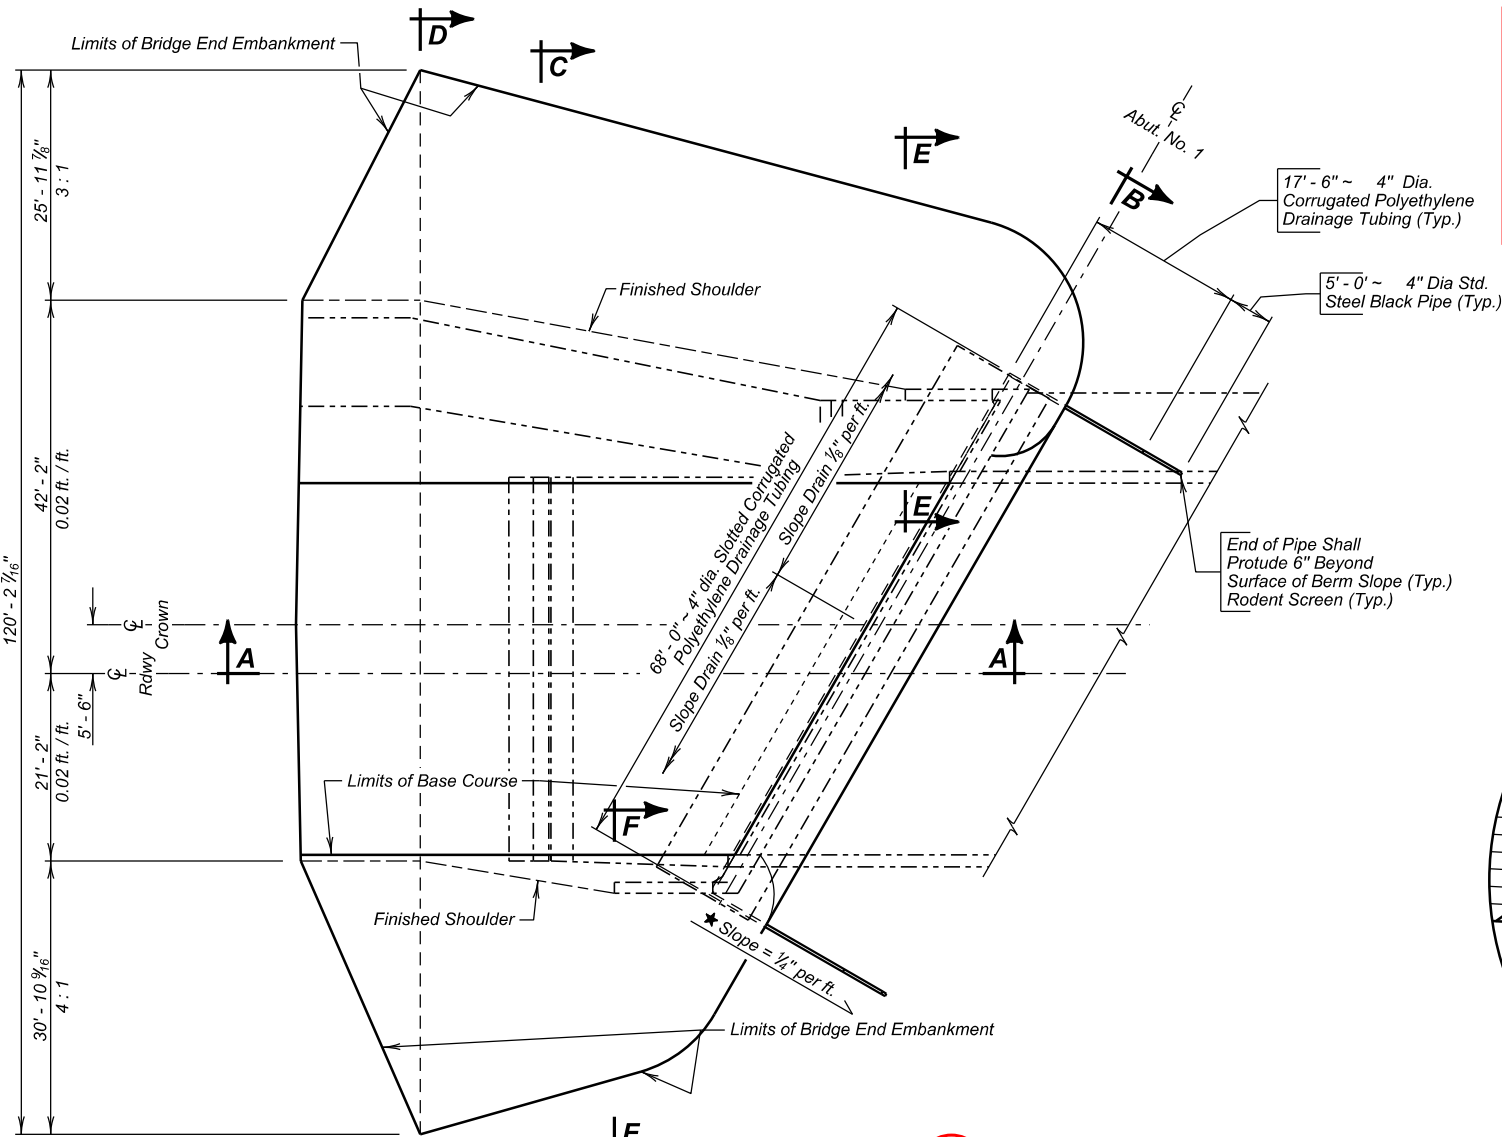 D
Limits of Bridge End Embankment
C
E
℄
Abut. No. 1
B
17' - 6" ~ 4" Dia.
Corrugated Polyethylene
Drainage Tubing (Typ.)
5' - 0' ~ 4" Dia Std.
Steel Black Pipe (Typ.)
25' - 11 7/8"
3 : 1
Finished Shoulder
42' - 2"
0.02 ft. / ft.
68' - 0" ~ 4" dia. Slotted Corrugated
Polyethylene Drainage Tubing
Slope Drain 1/8" per ft.
Slope Drain 1/8" per ft.
E
End of Pipe Shall
Protude 6" Beyond
Surface of Berm Slope (Typ.)
Rodent Screen (Typ.)
120' - 2 7/16"
℄
Crown
℄
Rdwy
A
A
5' - 6"
21' - 2"
0.02 ft. / ft.
Limits of Base Course
F
Finished Shoulder
★ Slope = 1/4" per ft.
30' - 10 9/16"
4 : 1
Limits of Bridge End Embankment